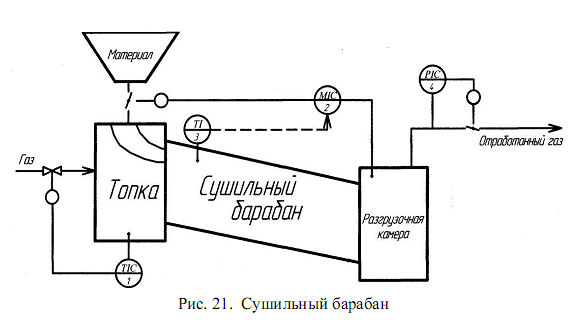 Материал
MIC
2
PIC
4
TI
3
Отработанный газ
Газ
Топка
Сушильный
барабан
Разгрузочная
камера
TIC
1
Рис. 21. Сушильный барабан